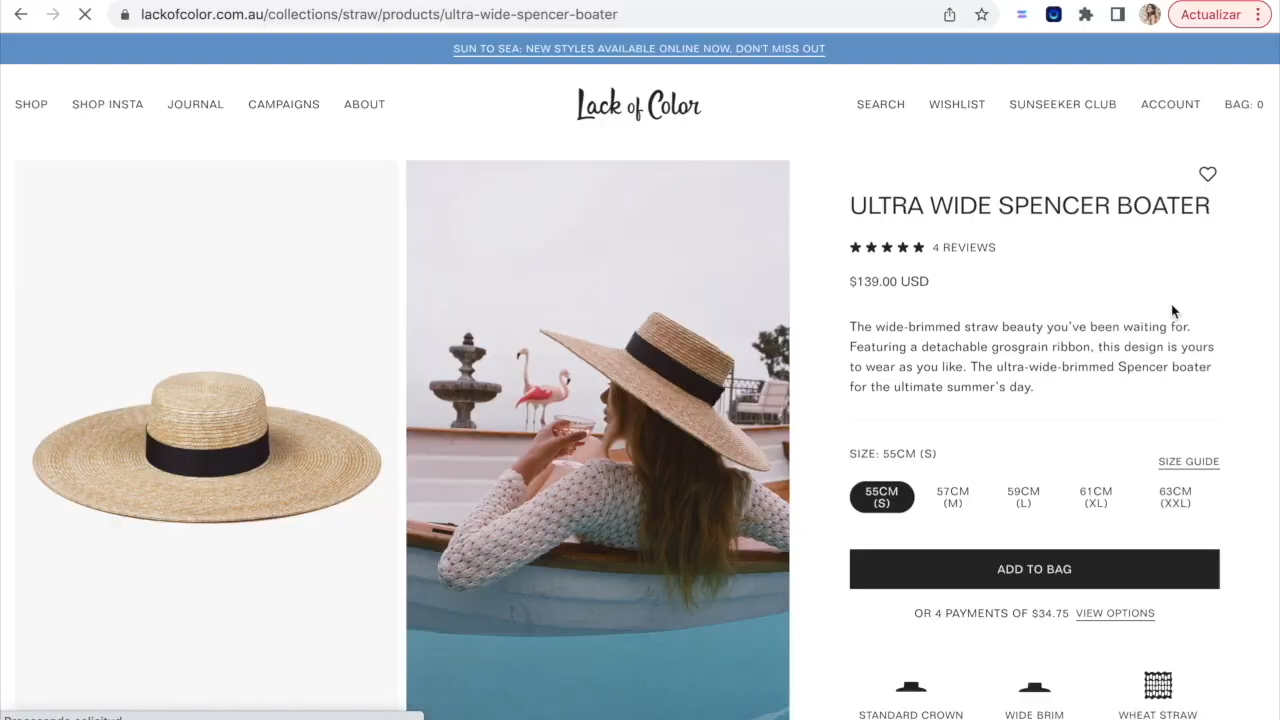 lackofcolor.com.au/collections/straw/products/ultra-wide-spencer-boater
Actualizar
SUN TO SEA: NEW STYLES AVAILABLE ONLINE NOW, DON'T MISS OUT
SHOP SHOP INSTA JOURNAL CAMPAIGNS ABOUT
Lack of Color
SEARCH WISHLIST SUNSEEKER CLUB ACCOUNT BAG: 0
ULTRA WIDE SPENCER BOATER
4 REVIEWS
$139.00 USD
The wide-brimmed straw beauty you've been waiting for.
Featuring a detachable grosgrain ribbon, this design is yours
to wear as you like. The ultra-wide-brimmed Spencer boater
for the ultimate summer's day.
SIZE: 55CM (S)
SIZE GUIDE
55CM 57CM 59CM 61CM 63CM
(S) (M) (L) (XL) (XXL)
ADD TO BAG
OR 4 PAYMENTS OF $34.75 VIEW OPTIONS
STANDARD CROWN WIDE BRIM WHEAT STRAW